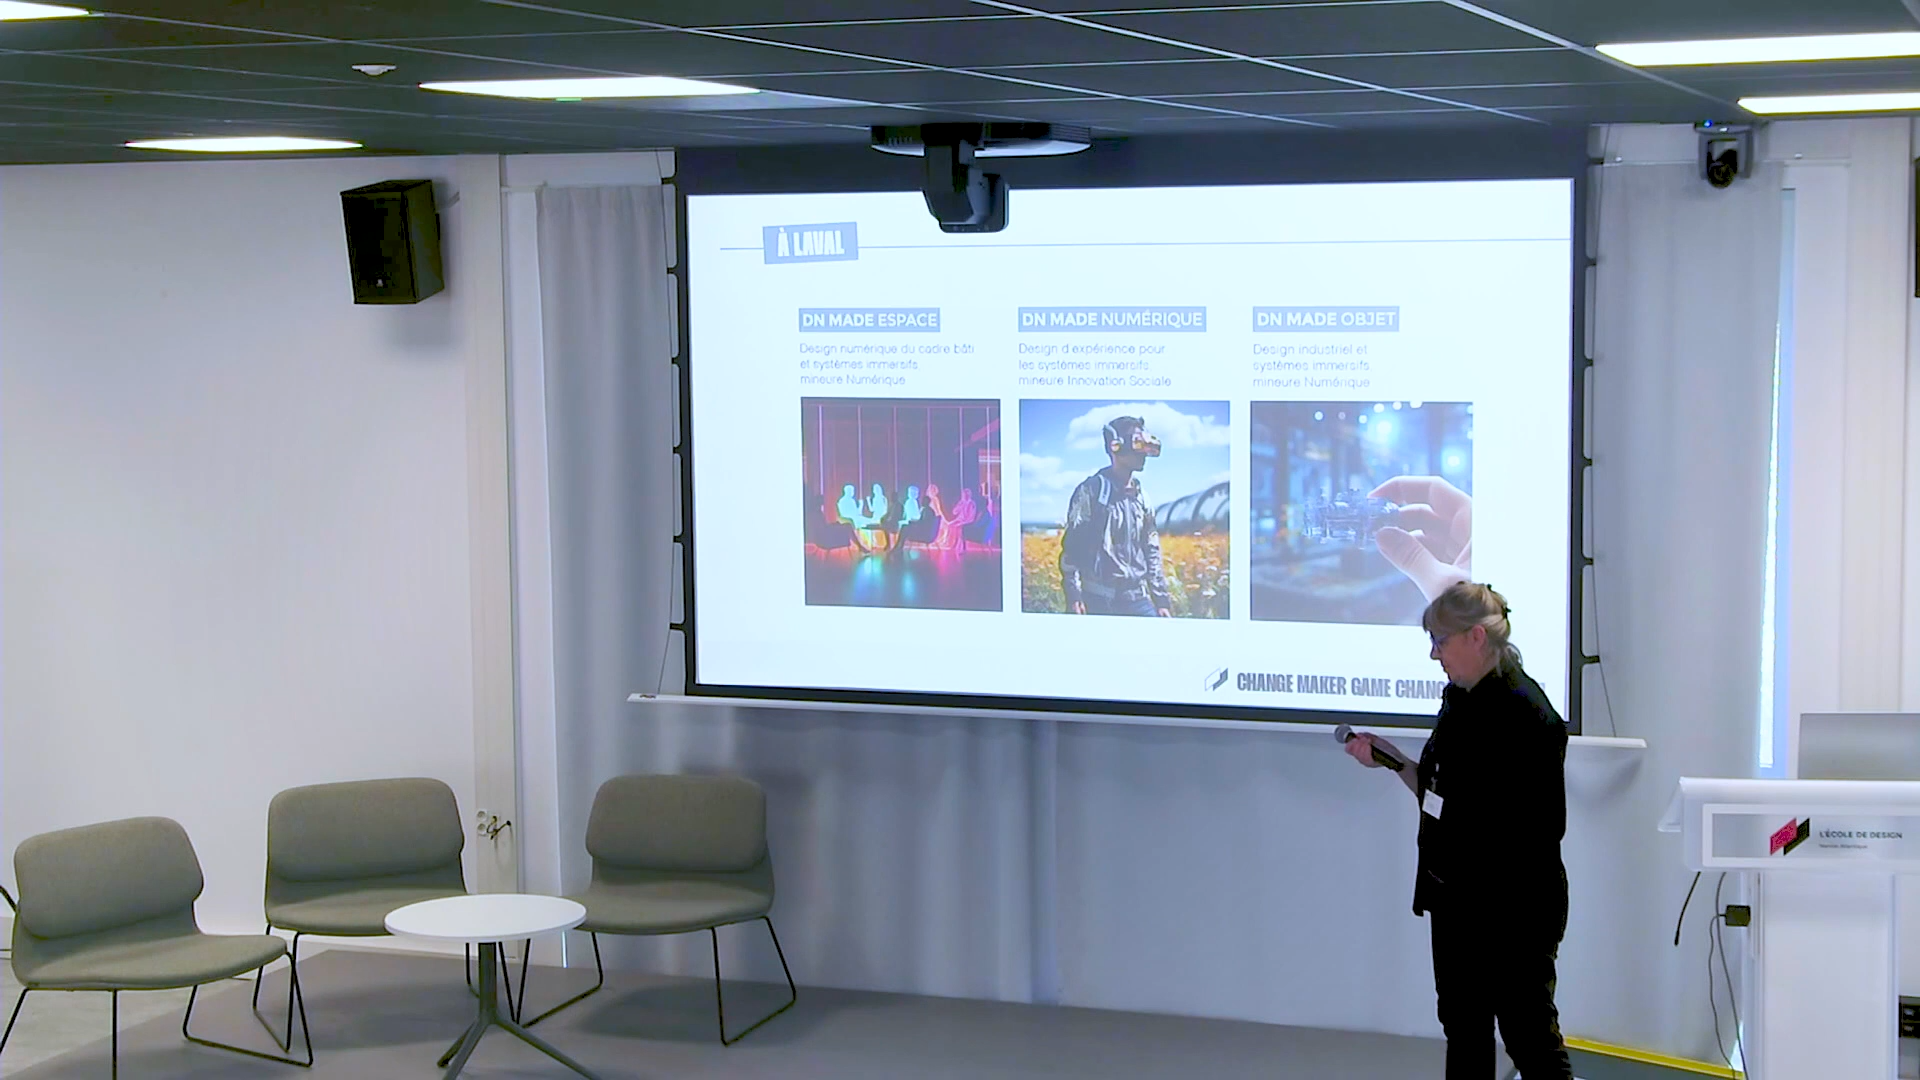 À LAVAL
DN MADE ESPACE
Design numérique du cadre bâti
et systèmes immersifs
mineure Numérique
DN MADE NUMÉRIQUE
Design d'expérience pour
les systèmes immersifs
mineure Innovation Sociale
DN MADE OBJET
Design industriel et
systèmes immersifs
mineure Numérique
CHANGE MAKER GAME CHANG
L'ÉCOLE DE DESIGN
Nantes Atlantique